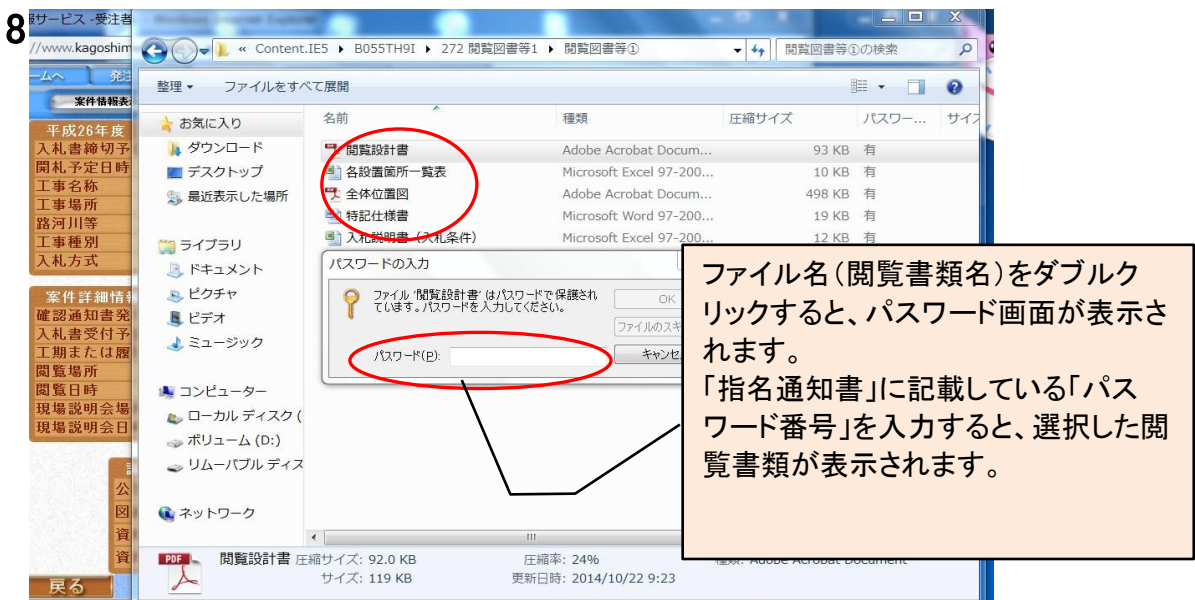 8
サービス -受注者
Windows Internet Explorer
//www.kagoshim
« Content.IE5 ▸ B055TH9I ▸ 272 閲覧図書等1 ▸ 閲覧図書等①
閲覧図書等①の検索
ームへ
発注
案件情報表
整理 ▾ ファイルをすべて展開
名前 種類 圧縮サイズ パスワー... サイズ
お気に入り
ダウンロード
デスクトップ
最近表示した場所
ライブラリ
ドキュメント
ピクチャ
ビデオ
ミュージック
コンピューター
ローカル ディスク (
ボリューム (D:)
リムーバブル ディス
ネットワーク
閲覧設計書 Adobe Acrobat Docum... 93 KB 有
各設置箇所一覧表 Microsoft Excel 97-200... 10 KB 有
全体位置図 Adobe Acrobat Docum... 498 KB 有
特記仕様書 Microsoft Word 97-200... 19 KB 有
入札説明書（入札条件） Microsoft Excel 97-200... 12 KB 有
平成26年度
入札書締切予
開札予定日時
工事名称
工事場所
路河川等
工事種別
入札方式
案件詳細情報
確認通知書発
入札書受付予
工期または履
閲覧場所
閲覧日時
現場説明会場
現場説明会日
公
図
資
資
戻る
パスワードの入力
ファイル '閲覧設計書' はパスワードで保護され
ています。パスワードを入力してください。
OK
ファイルのスキ
キャンセ
パスワード(P):
ファイル名(閲覧書類名)をダブルク
リックすると、パスワード画面が表示さ
れます。
「指名通知書」に記載している「パス
ワード番号」を入力すると、選択した閲
覧書類が表示されます。
PDF
閲覧設計書 圧縮サイズ: 92.0 KB 圧縮率: 24% 種類: Adobe Acrobat Document
サイズ: 119 KB 更新日時: 2014/10/22 9:23